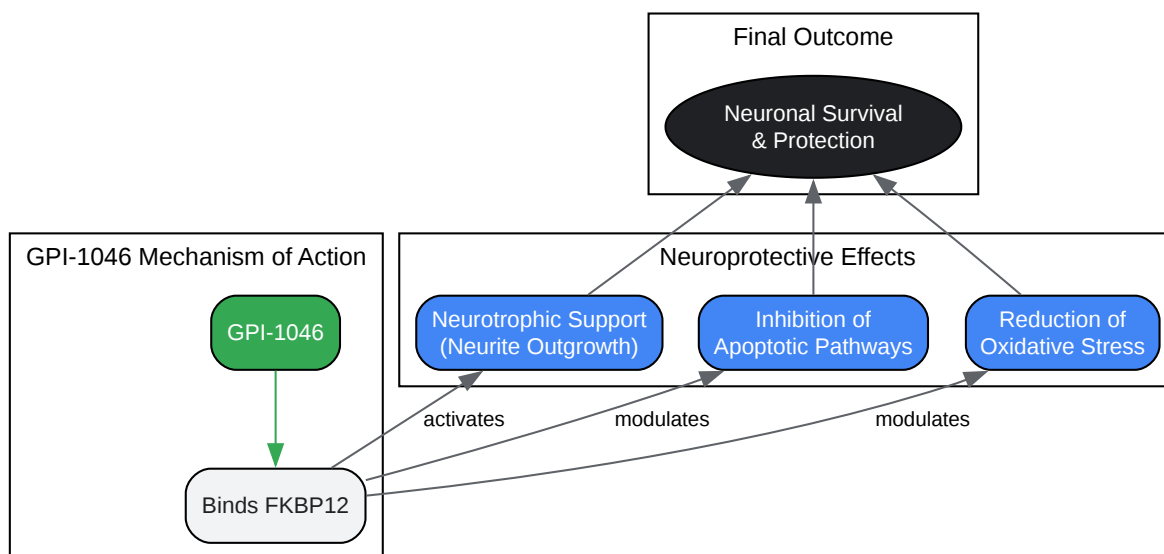 Final Outcome
Neuronal Survival
& Protection
GPI-1046 Mechanism of Action
Neuroprotective Effects
GPI-1046
Neurotrophic Support
(Neurite Outgrowth)
Inhibition of
Apoptotic Pathways
Reduction of
Oxidative Stress
activates
modulates
modulates
Binds FKBP12